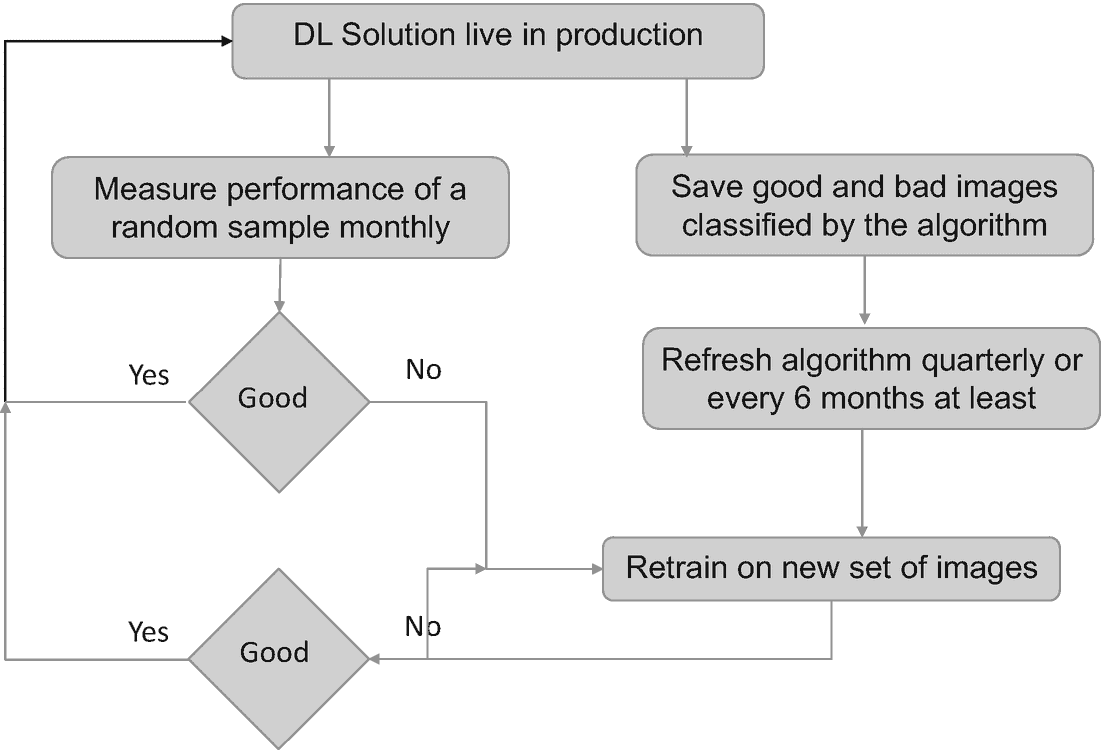 DL Solution live in production
Measure performance of a
random sample monthly
Save good and bad images
classified by the algorithm
Yes
Good
No
Refresh algorithm quarterly or
every 6 months at least
Retrain on new set of images
Yes
Good
No